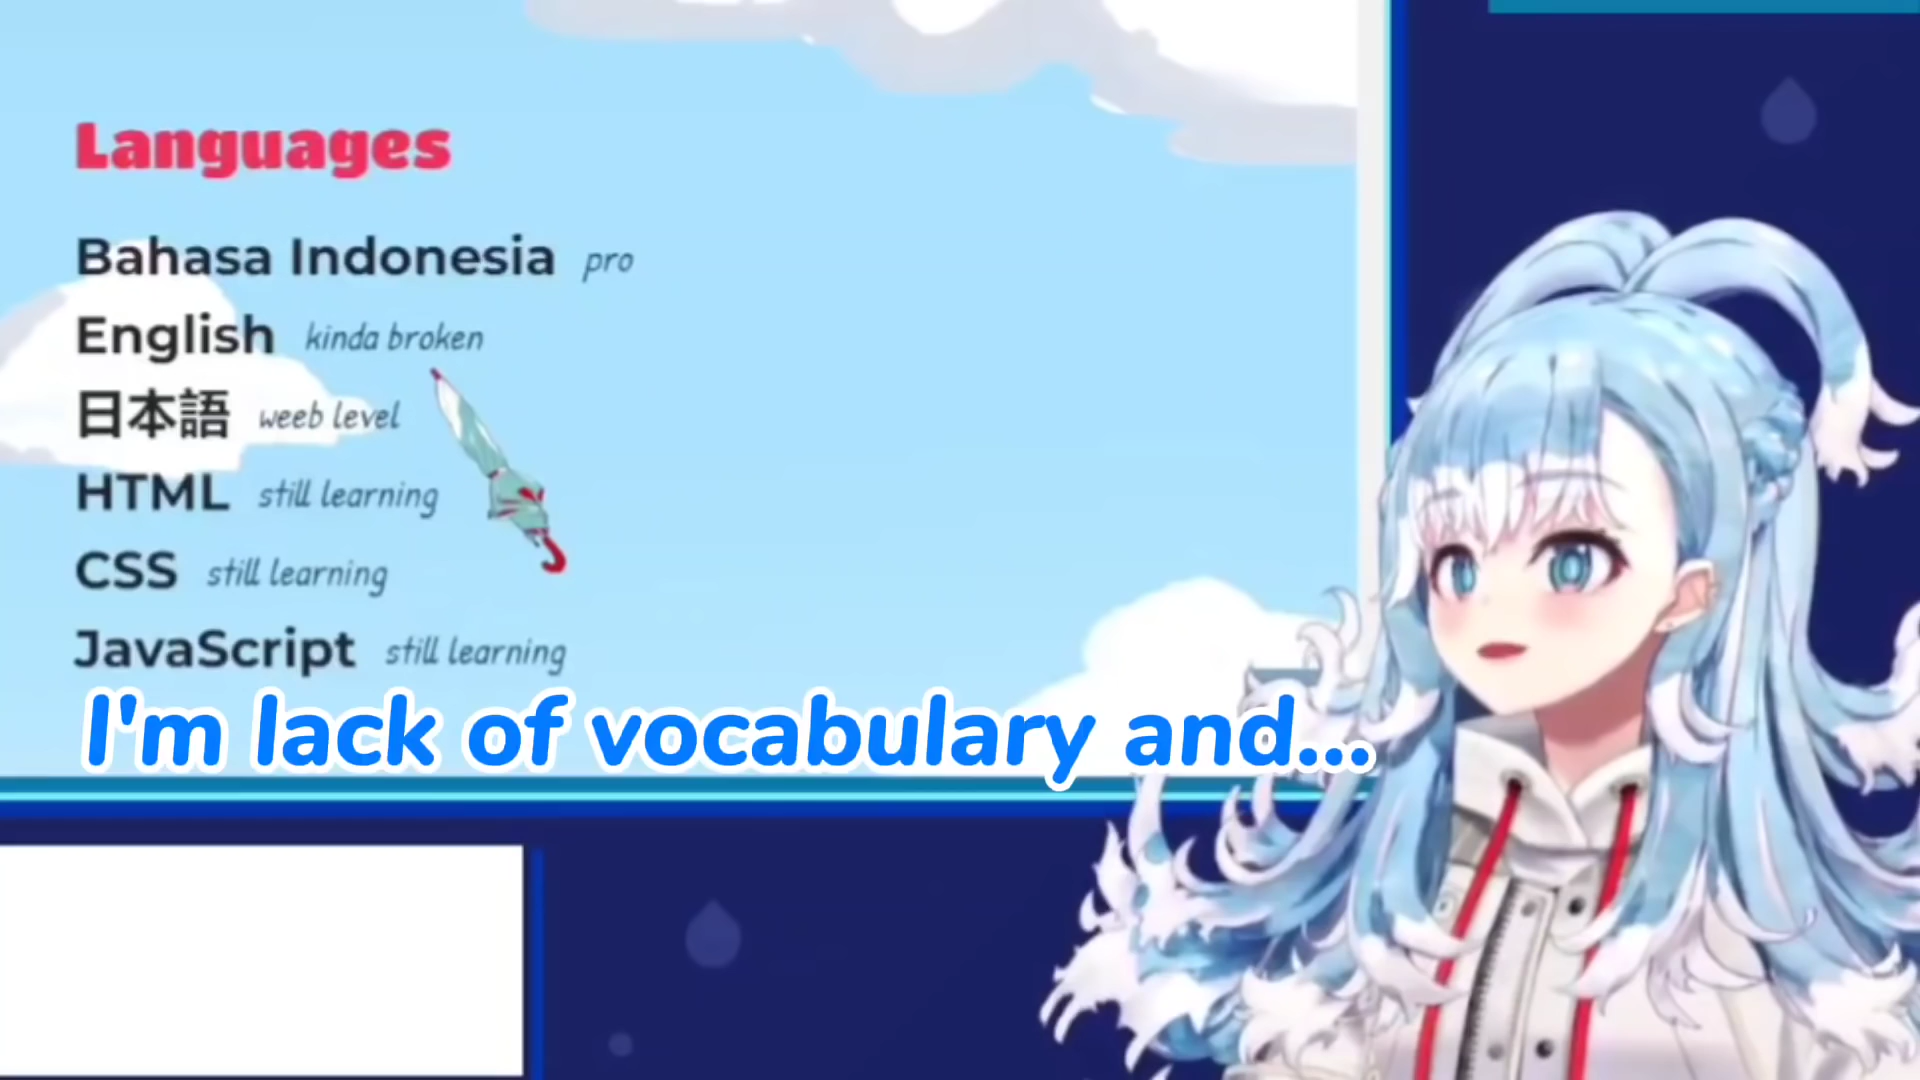 Languages
Bahasa Indonesia pro
English kinda broken
日本語 weeb level
HTML still learning
CSS still learning
JavaScript still learning
I'm lack of vocabulary and...